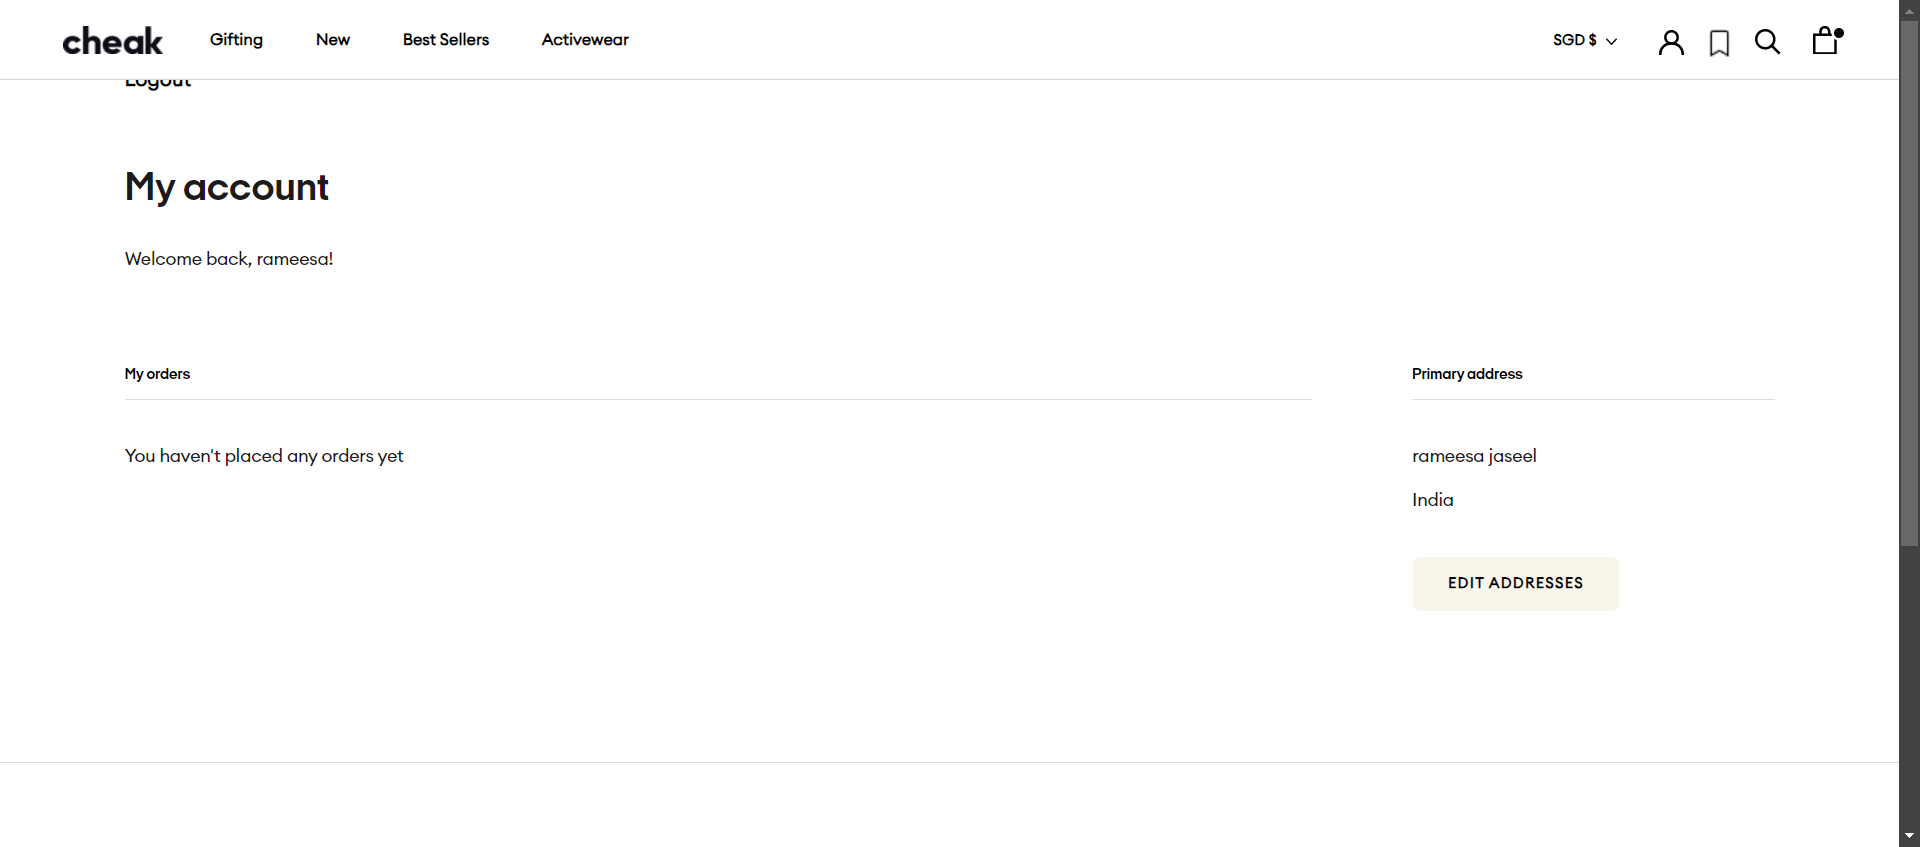 cheak
Gifting
New
Best Sellers
Activewear
SGD $
Logout
My account
Welcome back, rameesa!
My orders
Primary address
You haven't placed any orders yet
rameesa jaseel
India
EDIT ADDRESSES